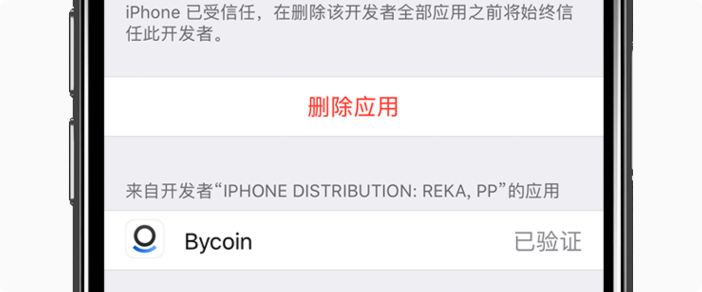 iPhone 已受信任，在删除该开发者全部应用之前将始终信
任此开发者。
删除应用
来自开发者“IPHONE DISTRIBUTION: REKA, PP”的应用
Bycoin 已验证